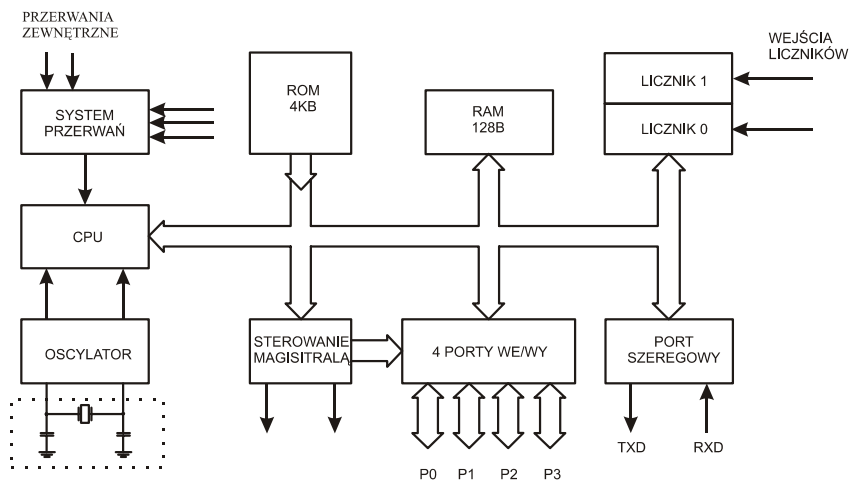 PRZERWANIA
ZEWNĘTRZNE
WEJŚCIA
LICZNIKÓW
ROM
4KB
LICZNIK 1
RAM
128B
SYSTEM
PRZERWAŃ
LICZNIK 0
CPU
OSCYLATOR
STEROWANIE
MAGISITRALĄ
4 PORTY WE/WY
PORT
SZEREGOWY
TXD
RXD
P0
P1
P2
P3